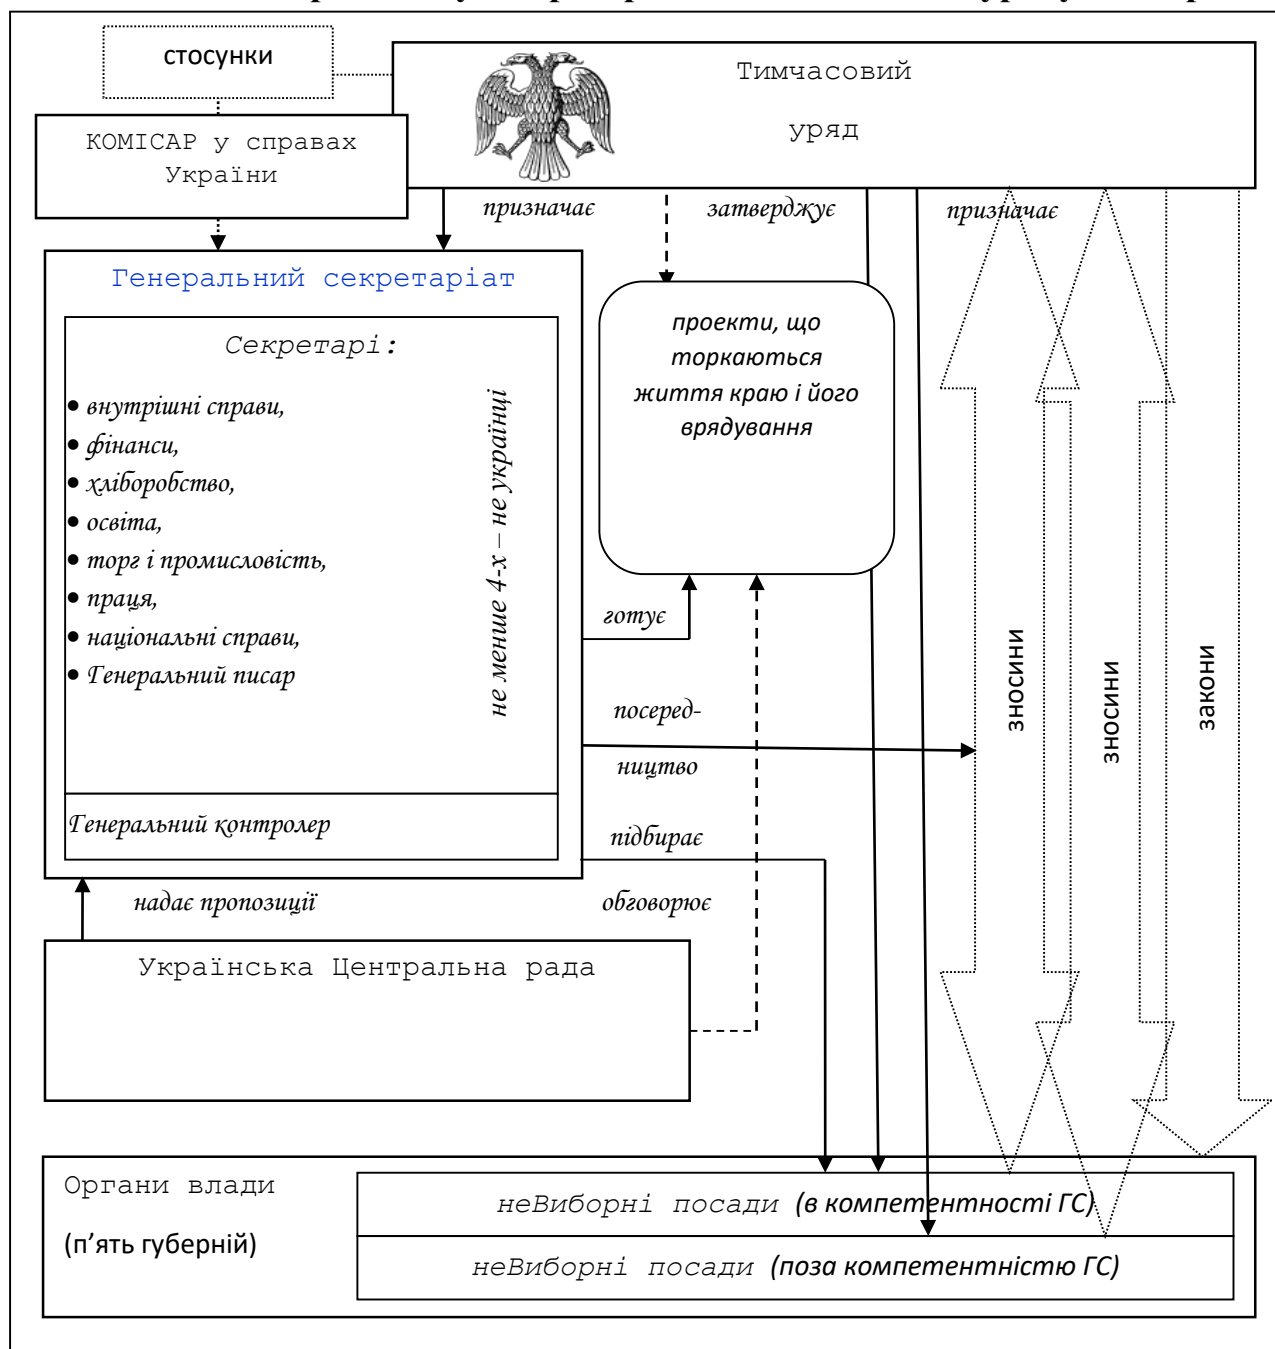 стосунки
Тимчасовий
уряд
КОМІСАР у справах
України
призначає
затверджує
призначає
Генеральний секретаріат
Секретарі:
• внутрішні справи,
• фінанси,
• хліборобство,
• освіта,
• торг і промисловість,
• праця,
• національні справи,
• Генеральний писар
не менше 4-х – не українці
Генеральний контролер
проекти, що
торкаються
життя краю і його
врядування
готує
посеред-
ництво
підбирає
надає пропозиції
обговорює
зносини
зносини
закони
Українська Центральна рада
Органи влади
(п’ять губерній)
неВиборні посади (в компетентності ГС)
неВиборні посади (поза компетентністю ГС)